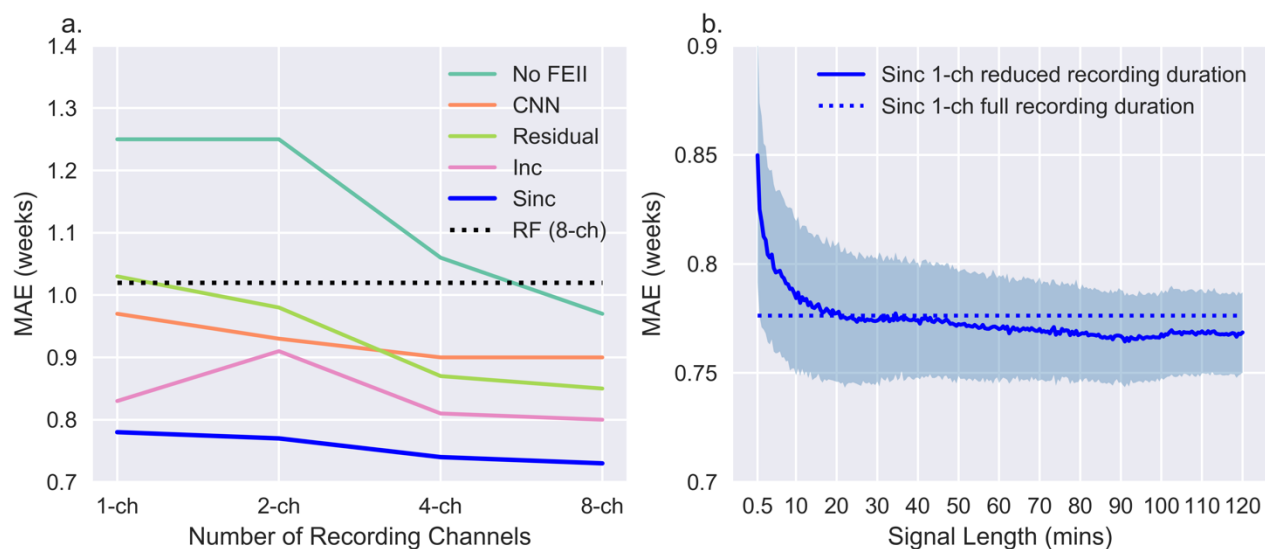 a.
1.4
1.3
1.2
1.1
1.0
0.9
0.8
0.7
MAE (weeks)
No FEII
CNN
Residual
Inc
Sinc
RF (8-ch)
1-ch 2-ch 4-ch 8-ch
Number of Recording Channels
b.
0.9
0.85
0.8
0.75
0.7
MAE (weeks)
Sinc 1-ch reduced recording duration
Sinc 1-ch full recording duration
0.5 10 20 30 40 50 60 70 80 90 100 110 120
Signal Length (mins)